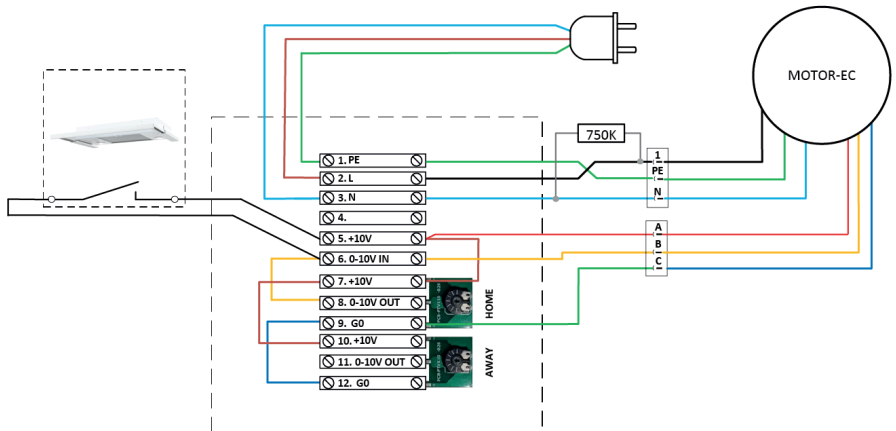 MOTOR-EC
750K
1. PE
2. L
3. N
4.
5. +10V
6. 0-10V IN
7. +10V
8. 0-10V OUT
9. G0
10. +10V
11. 0-10V OUT
12. G0
HOME
AWAY
1
PE
N
A
B
C